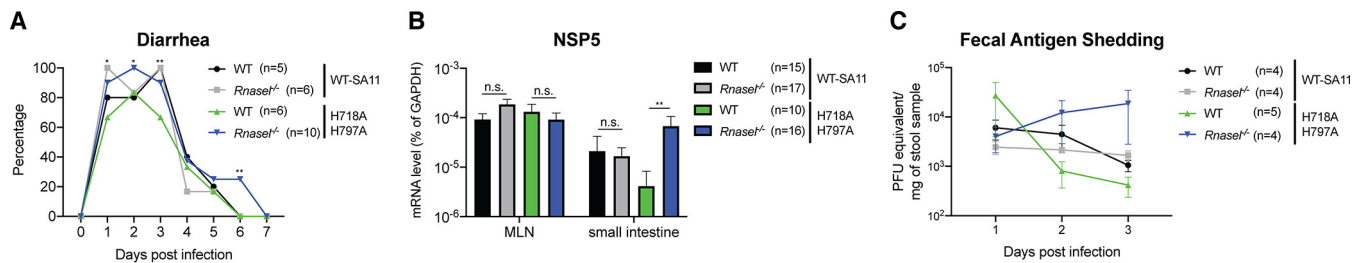 A
Diarrhea
Percentage
100
80
60
40
20
0
* * **
**
0 1 2 3 4 5 6 7
Days post infection
WT (n=5)
Rnasel-/- (n=6)
WT-SA11
WT (n=6)
Rnasel-/- (n=10)
H718A
H797A
B
NSP5
mRNA level (% of GAPDH)
10-3
10-4
10-5
10-6
n.s. n.s.
n.s. **
MLN small intestine
WT (n=15)
Rnasel-/- (n=17)
WT-SA11
WT (n=10)
Rnasel-/- (n=16)
H718A
H797A
C
Fecal Antigen Shedding
PFU equivalent/
mg of stool sample
105
104
103
102
1 2 3
Days post infection
WT (n=4)
Rnasel-/- (n=4)
WT-SA11
WT (n=5)
Rnasel-/- (n=4)
H718A
H797A